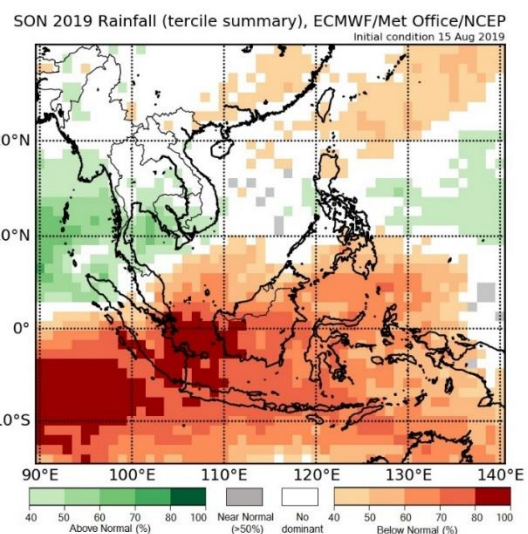 SON 2019 Rainfall (tercile summary), ECMWF/Met Office/NCEP
Initial condition 15 Aug 2019
0°N
0°N
0°
0°S
90°E 100°E 110°E 120°E 130°E 140°E
40 50 60 70 80 100
Above Normal (%)
Near Normal
(>50%)
No
dominant
40 50 60 70 80 100
Below Normal (%)